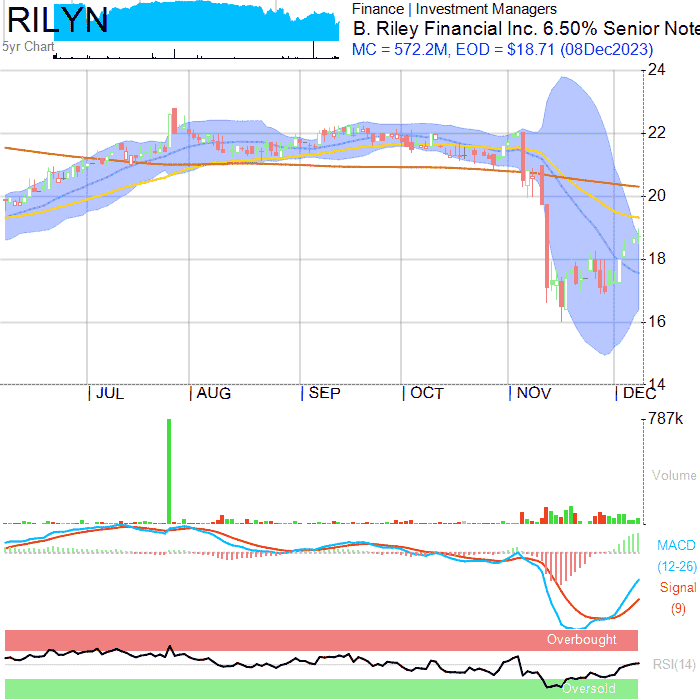 RILYN
5yr Chart
Finance | Investment Managers
B. Riley Financial Inc. 6.50% Senior Note
MC = 572.2M, EOD = $18.71 (08Dec2023)
24
22
20
18
16
14
JUL AUG SEP OCT NOV DEC
787k
Volume
MACD
(12-26)
Signal
(9)
Overbought
RSI(14)
Oversold